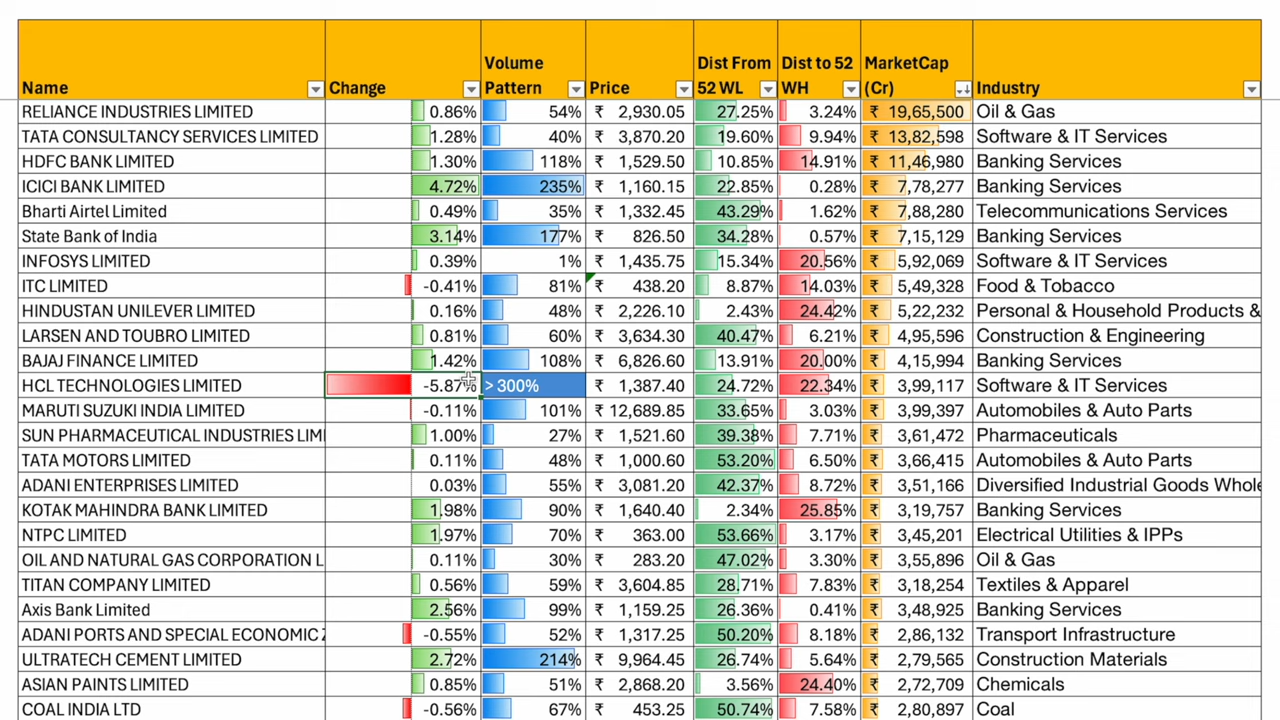 Name Change Volume Pattern Price Dist From 52 WL Dist to 52 WH MarketCap (Cr) Industry
RELIANCE INDUSTRIES LIMITED 0.86% 54% ₹ 2,930.05 27.25% 3.24% ₹ 19,65,500 Oil & Gas
TATA CONSULTANCY SERVICES LIMITED 1.28% 40% ₹ 3,870.20 19.60% 9.94% ₹ 13,82,598 Software & IT Services
HDFC BANK LIMITED 1.30% 118% ₹ 1,529.50 10.85% 14.91% ₹ 11,46,980 Banking Services
ICICI BANK LIMITED 4.72% 235% ₹ 1,160.15 22.85% 0.28% ₹ 7,78,277 Banking Services
Bharti Airtel Limited 0.49% 35% ₹ 1,332.45 43.29% 1.62% ₹ 7,88,280 Telecommunications Services
State Bank of India 3.14% 177% ₹ 826.50 34.28% 0.57% ₹ 7,15,129 Banking Services
INFOSYS LIMITED 0.39% 1% ₹ 1,435.75 15.34% 20.56% ₹ 5,92,069 Software & IT Services
ITC LIMITED -0.41% 81% ₹ 438.20 8.87% 14.03% ₹ 5,49,328 Food & Tobacco
HINDUSTAN UNILEVER LIMITED 0.16% 48% ₹ 2,226.10 2.43% 24.42% ₹ 5,22,232 Personal & Household Products &
LARSEN AND TOUBRO LIMITED 0.81% 60% ₹ 3,634.30 40.47% 6.21% ₹ 4,95,596 Construction & Engineering
BAJAJ FINANCE LIMITED 1.42% 108% ₹ 6,826.60 13.91% 20.00% ₹ 4,15,994 Banking Services
HCL TECHNOLOGIES LIMITED -5.87% > 300% ₹ 1,387.40 24.72% 22.34% ₹ 3,99,117 Software & IT Services
MARUTI SUZUKI INDIA LIMITED -0.11% 101% ₹ 12,689.85 33.65% 3.03% ₹ 3,99,397 Automobiles & Auto Parts
SUN PHARMACEUTICAL INDUSTRIES LIMI 1.00% 27% ₹ 1,521.60 39.38% 7.71% ₹ 3,61,472 Pharmaceuticals
TATA MOTORS LIMITED 0.11% 48% ₹ 1,000.60 53.20% 6.50% ₹ 3,66,415 Automobiles & Auto Parts
ADANI ENTERPRISES LIMITED 0.03% 55% ₹ 3,081.20 42.37% 8.72% ₹ 3,51,166 Diversified Industrial Goods Whole
KOTAK MAHINDRA BANK LIMITED 1.98% 90% ₹ 1,640.40 2.34% 25.85% ₹ 3,19,757 Banking Services
NTPC LIMITED 1.97% 70% ₹ 363.00 53.66% 3.17% ₹ 3,45,201 Electrical Utilities & IPPs
OIL AND NATURAL GAS CORPORATION L 0.11% 30% ₹ 283.20 47.02% 3.30% ₹ 3,55,896 Oil & Gas
TITAN COMPANY LIMITED 0.56% 59% ₹ 3,604.85 28.71% 7.83% ₹ 3,18,254 Textiles & Apparel
Axis Bank Limited 2.56% 99% ₹ 1,159.25 26.36% 0.41% ₹ 3,48,925 Banking Services
ADANI PORTS AND SPECIAL ECONOMIC Z -0.55% 52% ₹ 1,317.25 50.20% 8.18% ₹ 2,86,132 Transport Infrastructure
ULTRATECH CEMENT LIMITED 2.72% 214% ₹ 9,964.45 26.74% 5.64% ₹ 2,79,565 Construction Materials
ASIAN PAINTS LIMITED 0.85% 51% ₹ 2,868.20 3.56% 24.40% ₹ 2,72,709 Chemicals
COAL INDIA LTD -0.56% 67% ₹ 453.25 50.74% 7.58% ₹ 2,80,897 Coal